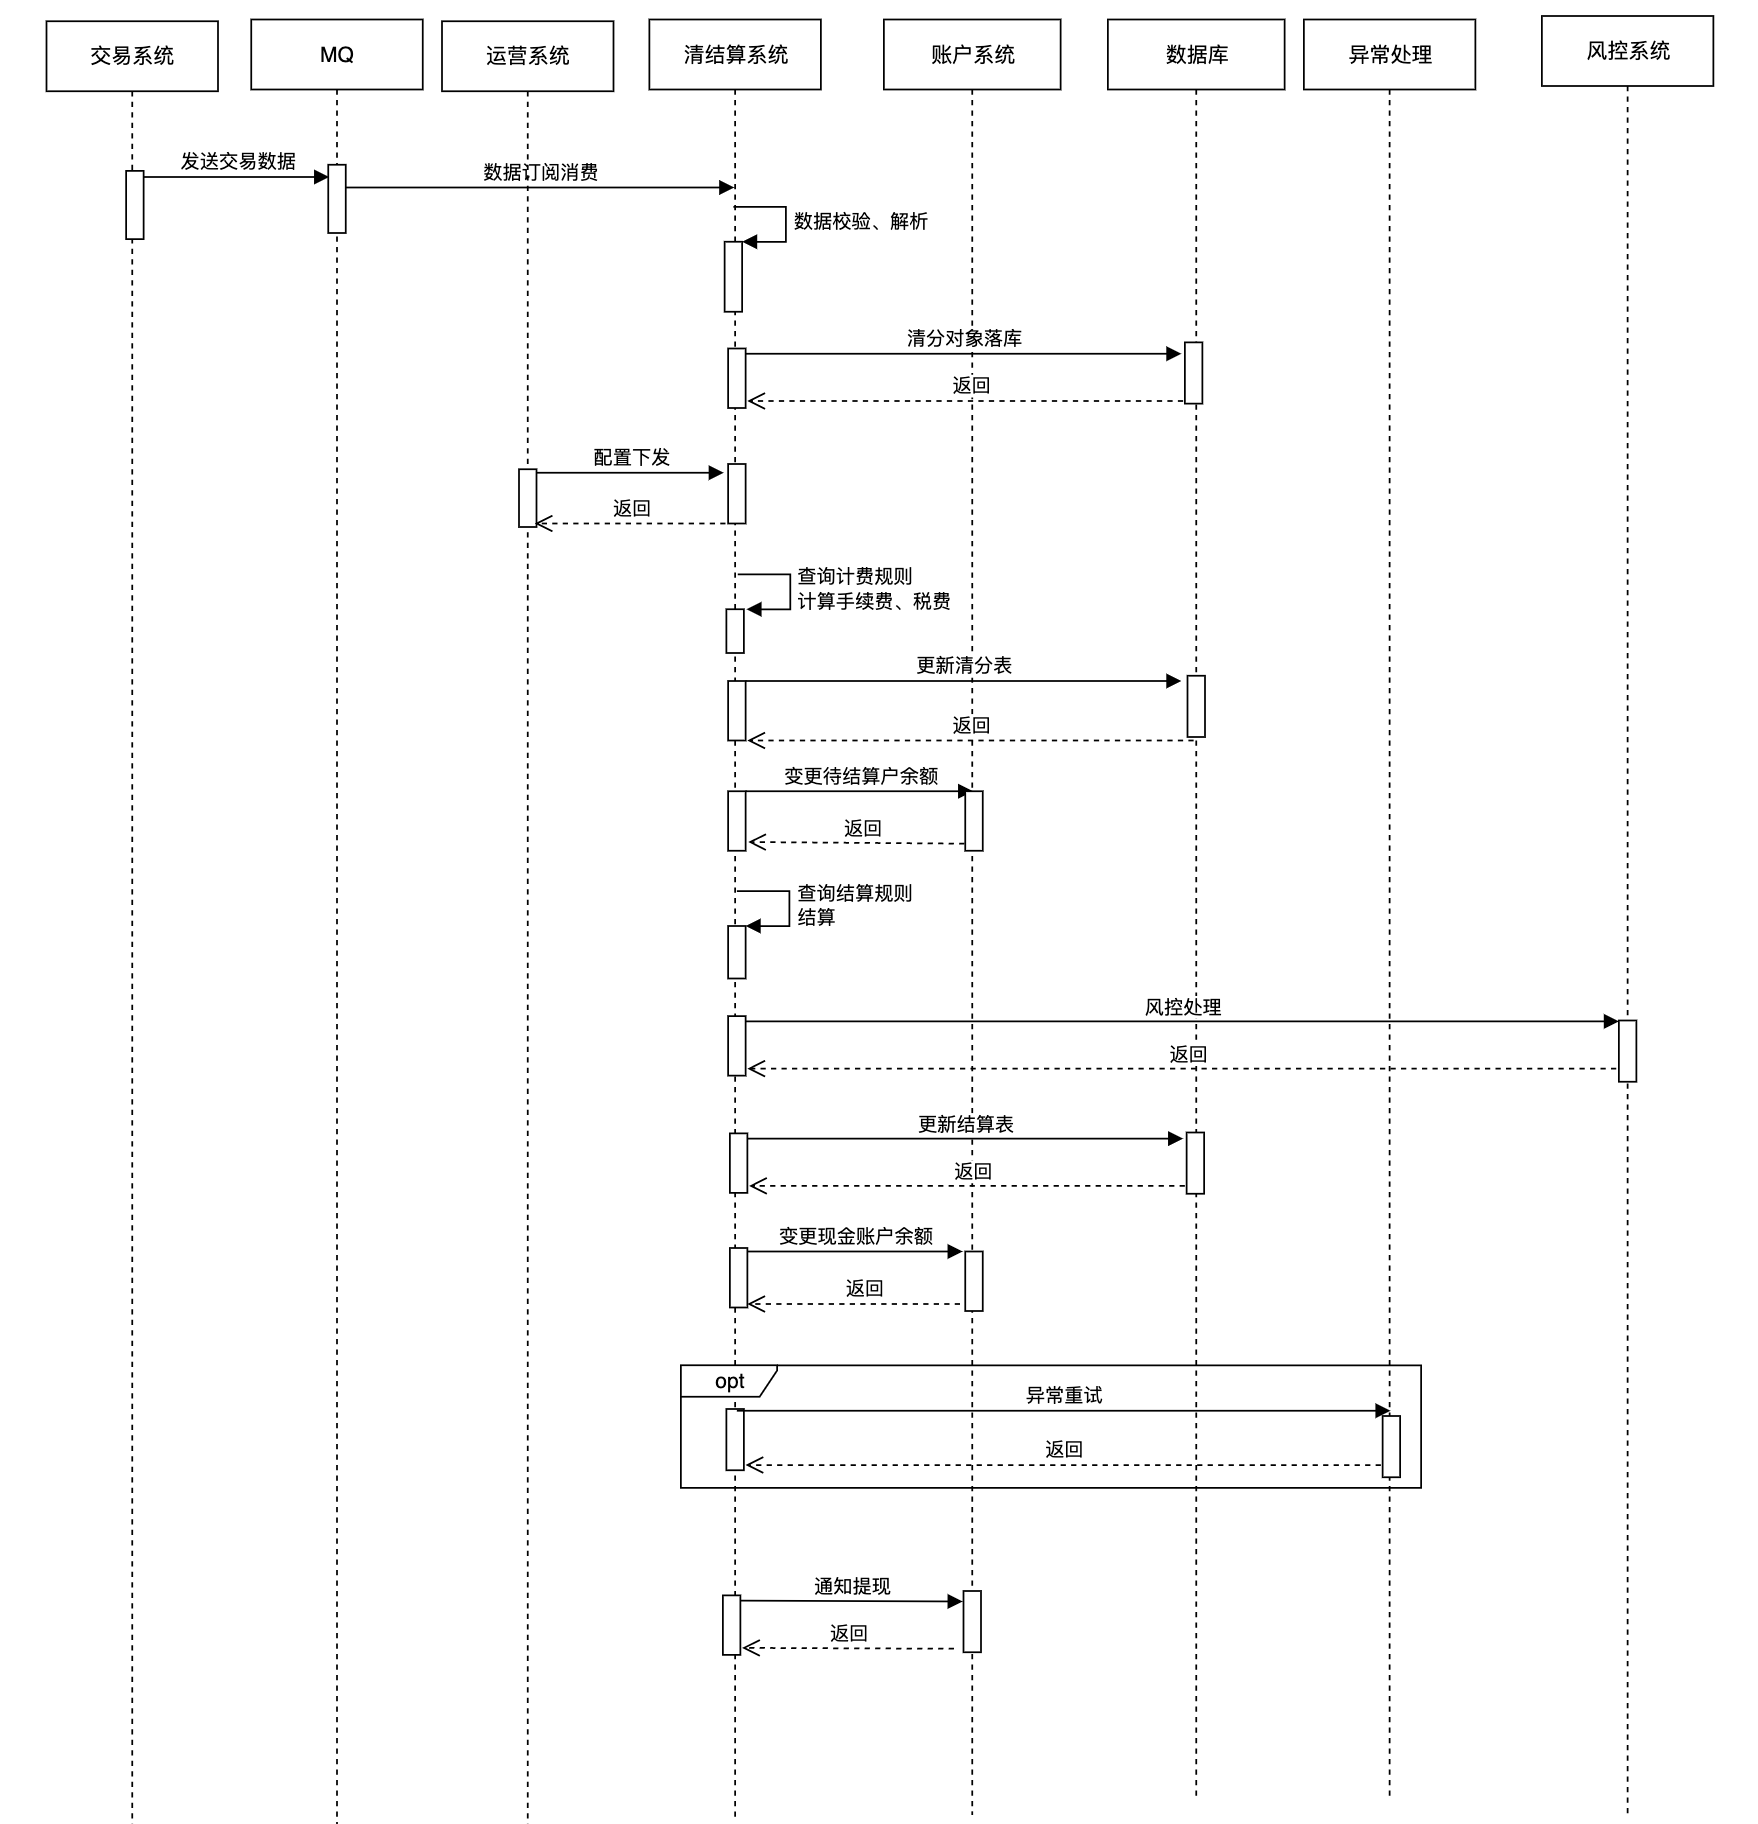 交易系统
MQ
运营系统
清结算系统
账户系统
数据库
异常处理
风控系统
发送交易数据
数据订阅消费
数据校验、解析
清分对象落库
返回
配置下发
返回
查询计费规则
计算手续费、税费
更新清分表
返回
变更待结算户余额
返回
查询结算规则
结算
风控处理
返回
更新结算表
返回
变更现金账户余额
返回
opt
异常重试
返回
通知提现
返回